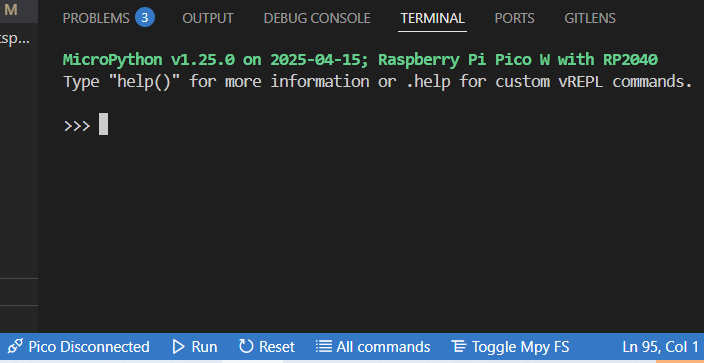 M
PROBLEMS 3 OUTPUT DEBUG CONSOLE TERMINAL PORTS GITLENS
tsp...
MicroPython v1.25.0 on 2025-04-15; Raspberry Pi Pico W with RP2040
Type "help()" for more information or .help for custom vREPL commands.
>>>
Pico Disconnected Run Reset All commands Toggle Mpy FS Ln 95, Col 1